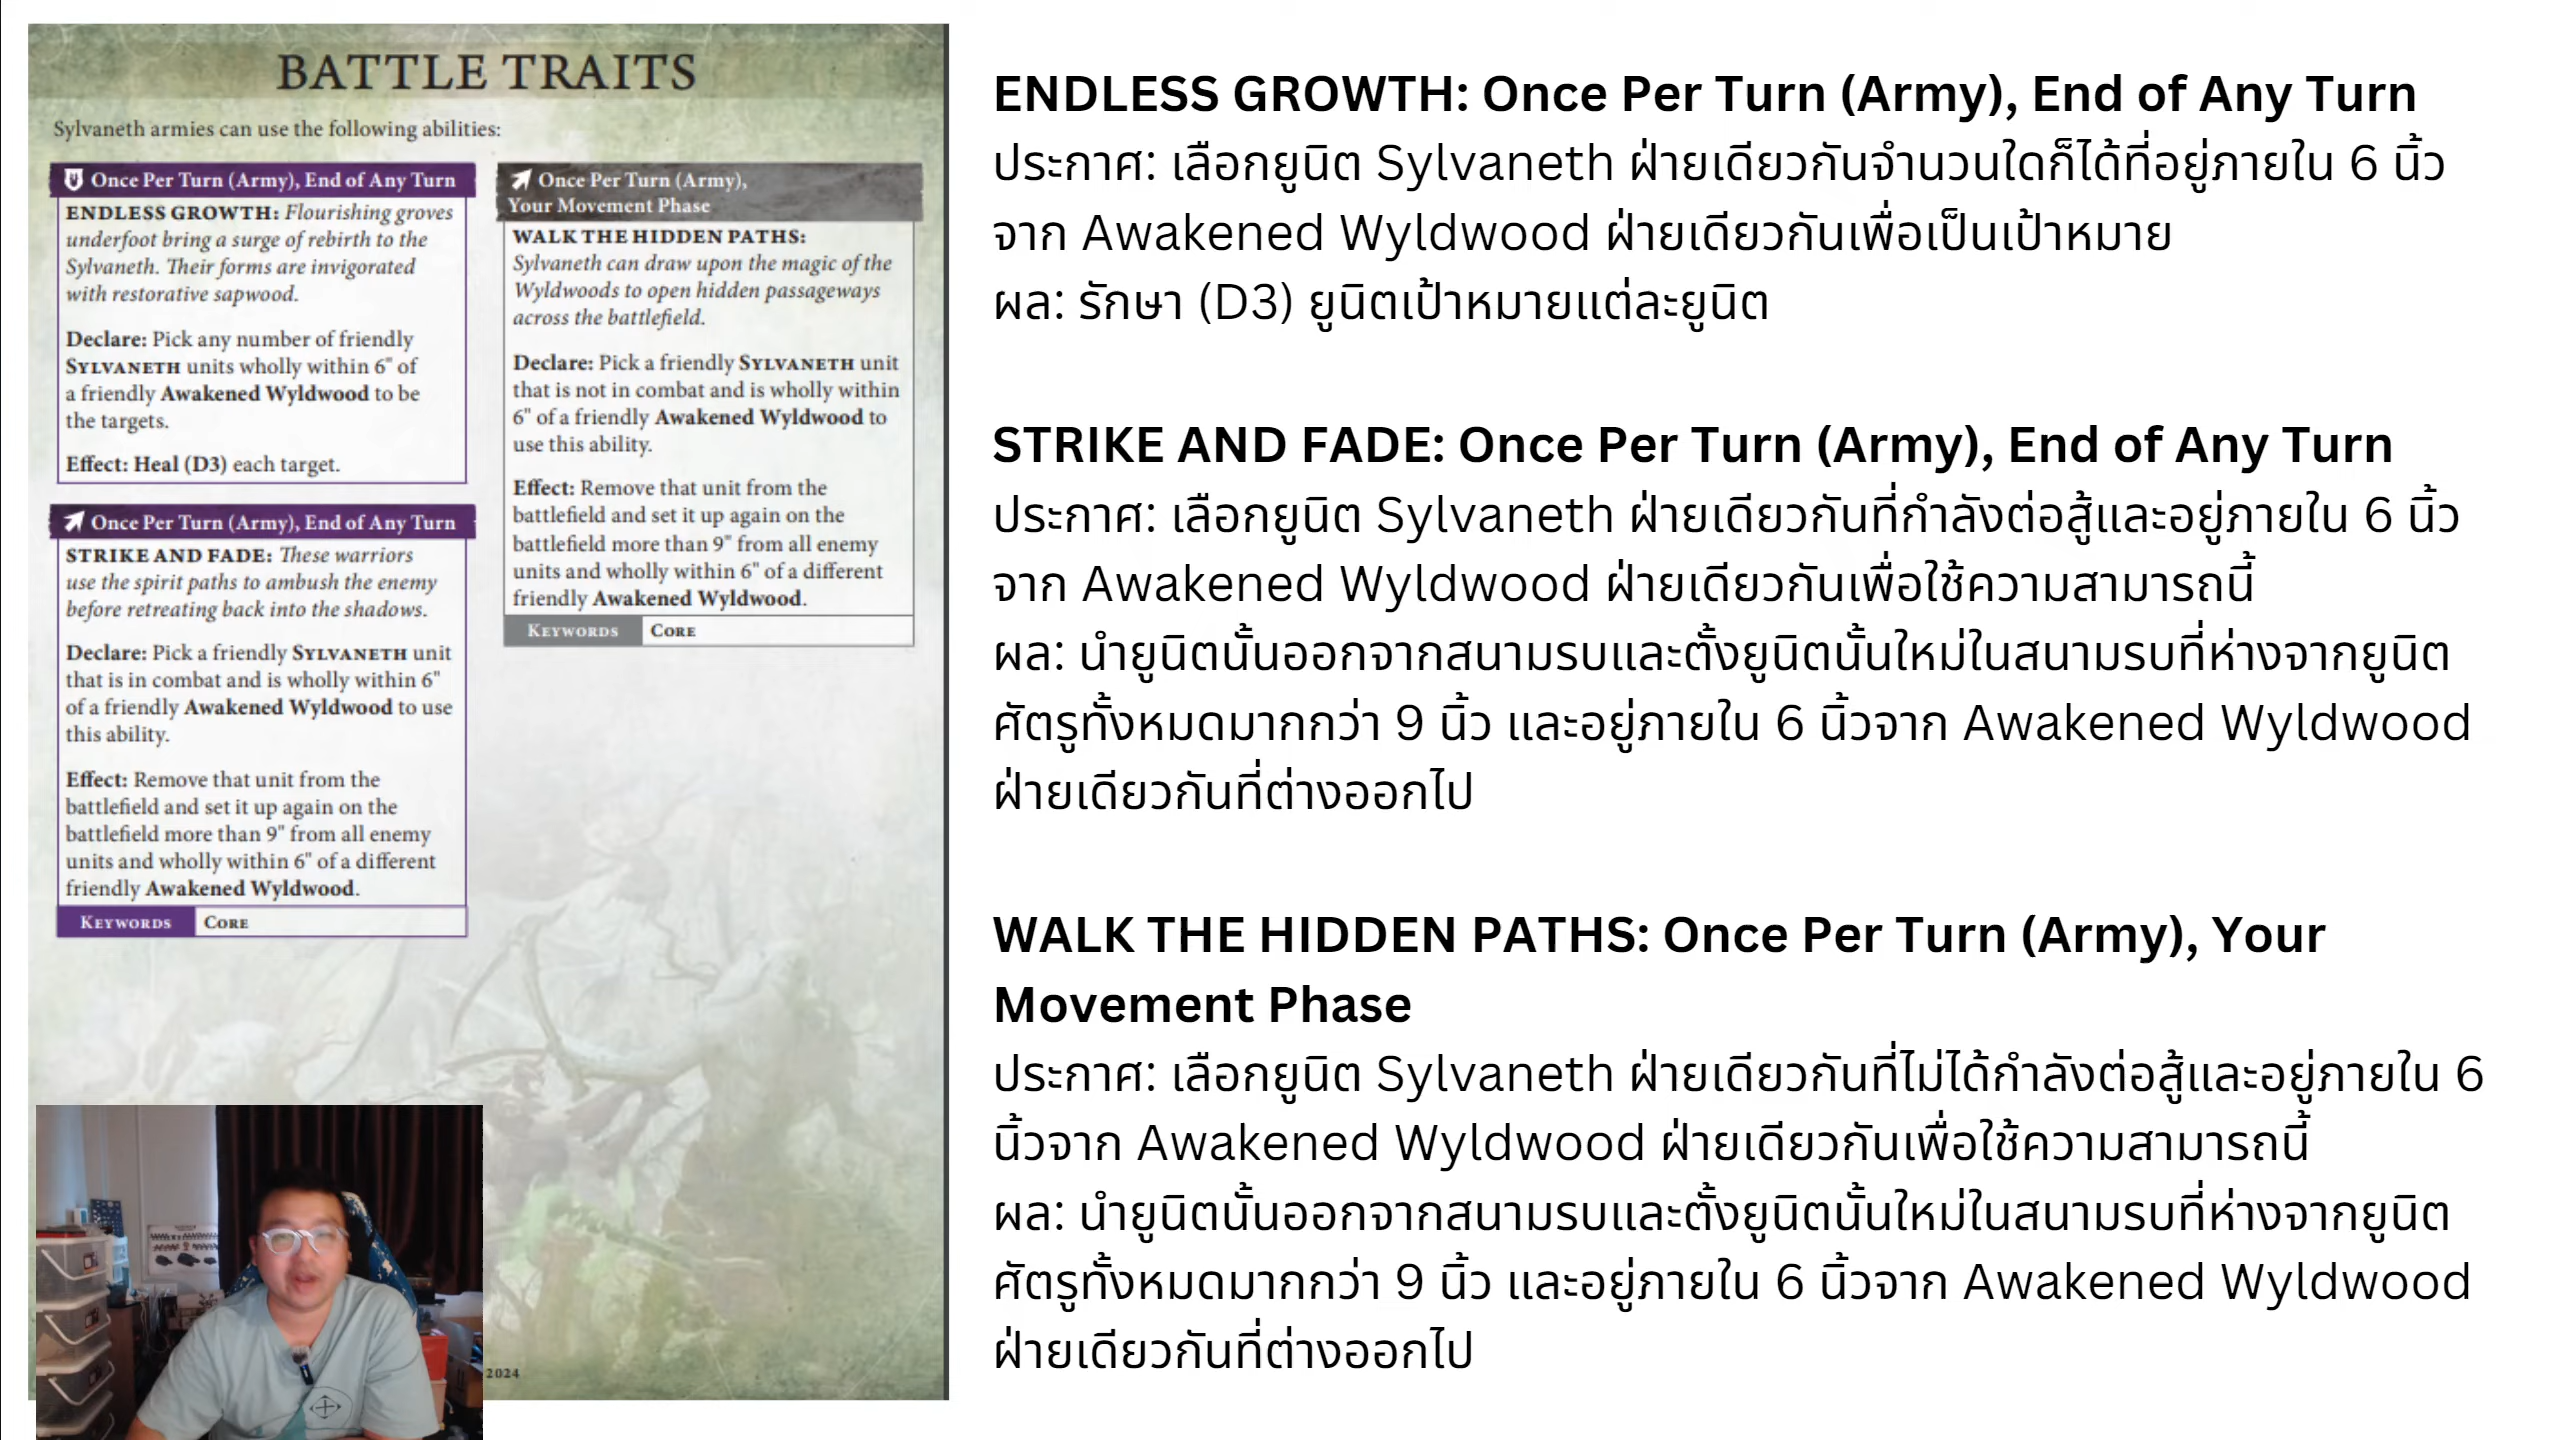 BATTLE TRAITS
Sylvaneth armies can use the following abilities:
Once Per Turn (Army), End of Any Turn
ENDLESS GROWTH: Flourishing groves
underfoot bring a surge of rebirth to the
Sylvaneth. Their forms are invigorated
with restorative sapwood.
Declare: Pick any number of friendly
SYLVANETH units wholly within 6" of
a friendly Awakened Wyldwood to be
the targets.
Effect: Heal (D3) each target.
Once Per Turn (Army), End of Any Turn
STRIKE AND FADE: These warriors
use the spirit paths to ambush the enemy
before retreating back into the shadows.
Declare: Pick a friendly SYLVANETH unit
that is in combat and is wholly within 6"
of a friendly Awakened Wyldwood to use
this ability.
Effect: Remove that unit from the
battlefield and set it up again on the
battlefield more than 9" from all enemy
units and wholly within 6" of a different
friendly Awakened Wyldwood.
KEYWORDS CORE
Once Per Turn (Army),
Your Movement Phase
WALK THE HIDDEN PATHS:
Sylvaneth can draw upon the magic of the
Wyldwoods to open hidden passageways
across the battlefield.
Declare: Pick a friendly SYLVANETH unit
that is not in combat and is wholly within
6" of a friendly Awakened Wyldwood to
use this ability.
Effect: Remove that unit from the
battlefield and set it up again on the
battlefield more than 9" from all enemy
units and wholly within 6" of a different
friendly Awakened Wyldwood.
KEYWORDS CORE
2024
ENDLESS GROWTH: Once Per Turn (Army), End of Any Turn
ประกาศ: เลือกยูนิต Sylvaneth ฝ่ายเดียวกันจำนวนใดก็ได้ที่อยู่ภายใน 6 นิ้ว
จาก Awakened Wyldwood ฝ่ายเดียวกันเพื่อเป็นเป้าหมาย
ผล: รักษา (D3) ยูนิตเป้าหมายแต่ละยูนิต
STRIKE AND FADE: Once Per Turn (Army), End of Any Turn
ประกาศ: เลือกยูนิต Sylvaneth ฝ่ายเดียวกันที่กำลังต่อสู้และอยู่ภายใน 6 นิ้ว
จาก Awakened Wyldwood ฝ่ายเดียวกันเพื่อใช้ความสามารถนี้
ผล: นำยูนิตนั้นออกจากสนามรบและตั้งยูนิตนั้นใหม่ในสนามรบที่ห่างจากยูนิต
ศัตรูทั้งหมดมากกว่า 9 นิ้ว และอยู่ภายใน 6 นิ้วจาก Awakened Wyldwood
ฝ่ายเดียวกันที่ต่างออกไป
WALK THE HIDDEN PATHS: Once Per Turn (Army), Your
Movement Phase
ประกาศ: เลือกยูนิต Sylvaneth ฝ่ายเดียวกันที่ไม่ได้กำลังต่อสู้และอยู่ภายใน 6
นิ้วจาก Awakened Wyldwood ฝ่ายเดียวกันเพื่อใช้ความสามารถนี้
ผล: นำยูนิตนั้นออกจากสนามรบและตั้งยูนิตนั้นใหม่ในสนามรบที่ห่างจากยูนิต
ศัตรูทั้งหมดมากกว่า 9 นิ้ว และอยู่ภายใน 6 นิ้วจาก Awakened Wyldwood
ฝ่ายเดียวกันที่ต่างออกไป